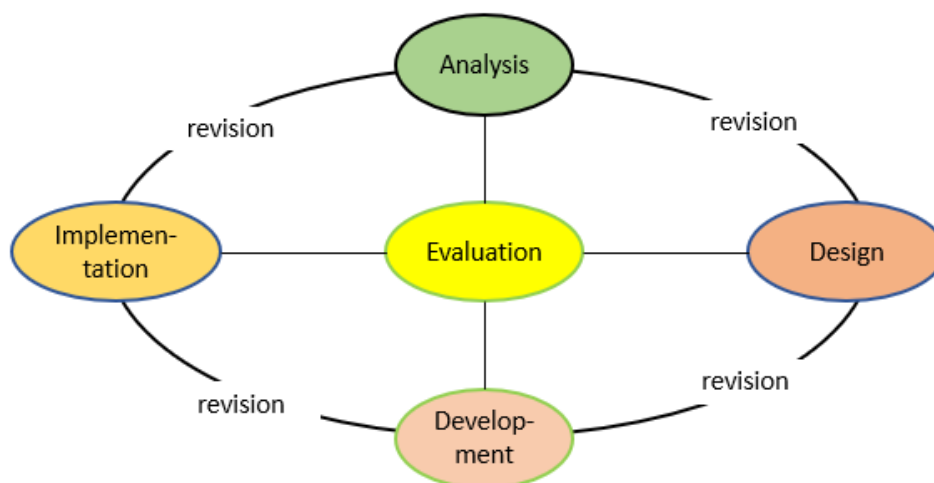 Analysis
revision
revision
Implemen-
tation
Evaluation
Design
revision
revision
Develop-
ment